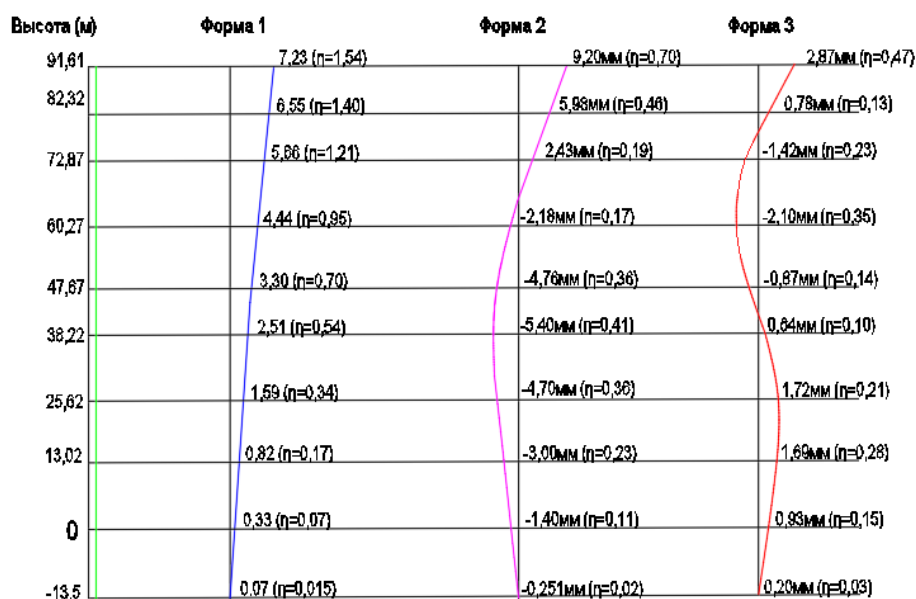 Высота (м) Форма 1 Форма 2 Форма 3
91,61 7,23 (η=1,54) 9,20мм (η=0,70) 2,87мм (η=0,47)
82,32 6,55 (η=1,40) 5,98мм (η=0,46) 0,78мм (η=0,13)
72,87 5,66 (η=1,21) 2,43мм (η=0,19) -1,42мм (η=0,23)
60,27 4,44 (η=0,95) -2,18мм (η=0,17) -2,10мм (η=0,35)
47,67 3,30 (η=0,70) -4,76мм (η=0,36) -0,87мм (η=0,14)
38,22 2,51 (η=0,54) -5,40мм (η=0,41) 0,64мм (η=0,10)
25,62 1,59 (η=0,34) -4,70мм (η=0,36) 1,72мм (η=0,21)
13,02 0,82 (η=0,17) -3,00мм (η=0,23) 1,69мм (η=0,28)
0 0,33 (η=0,07) -1,40мм (η=0,11) 0,93мм (η=0,15)
-13.5 0,07 (η=0,015) -0,251мм (η=0,02) 0,20мм (η=0,03)